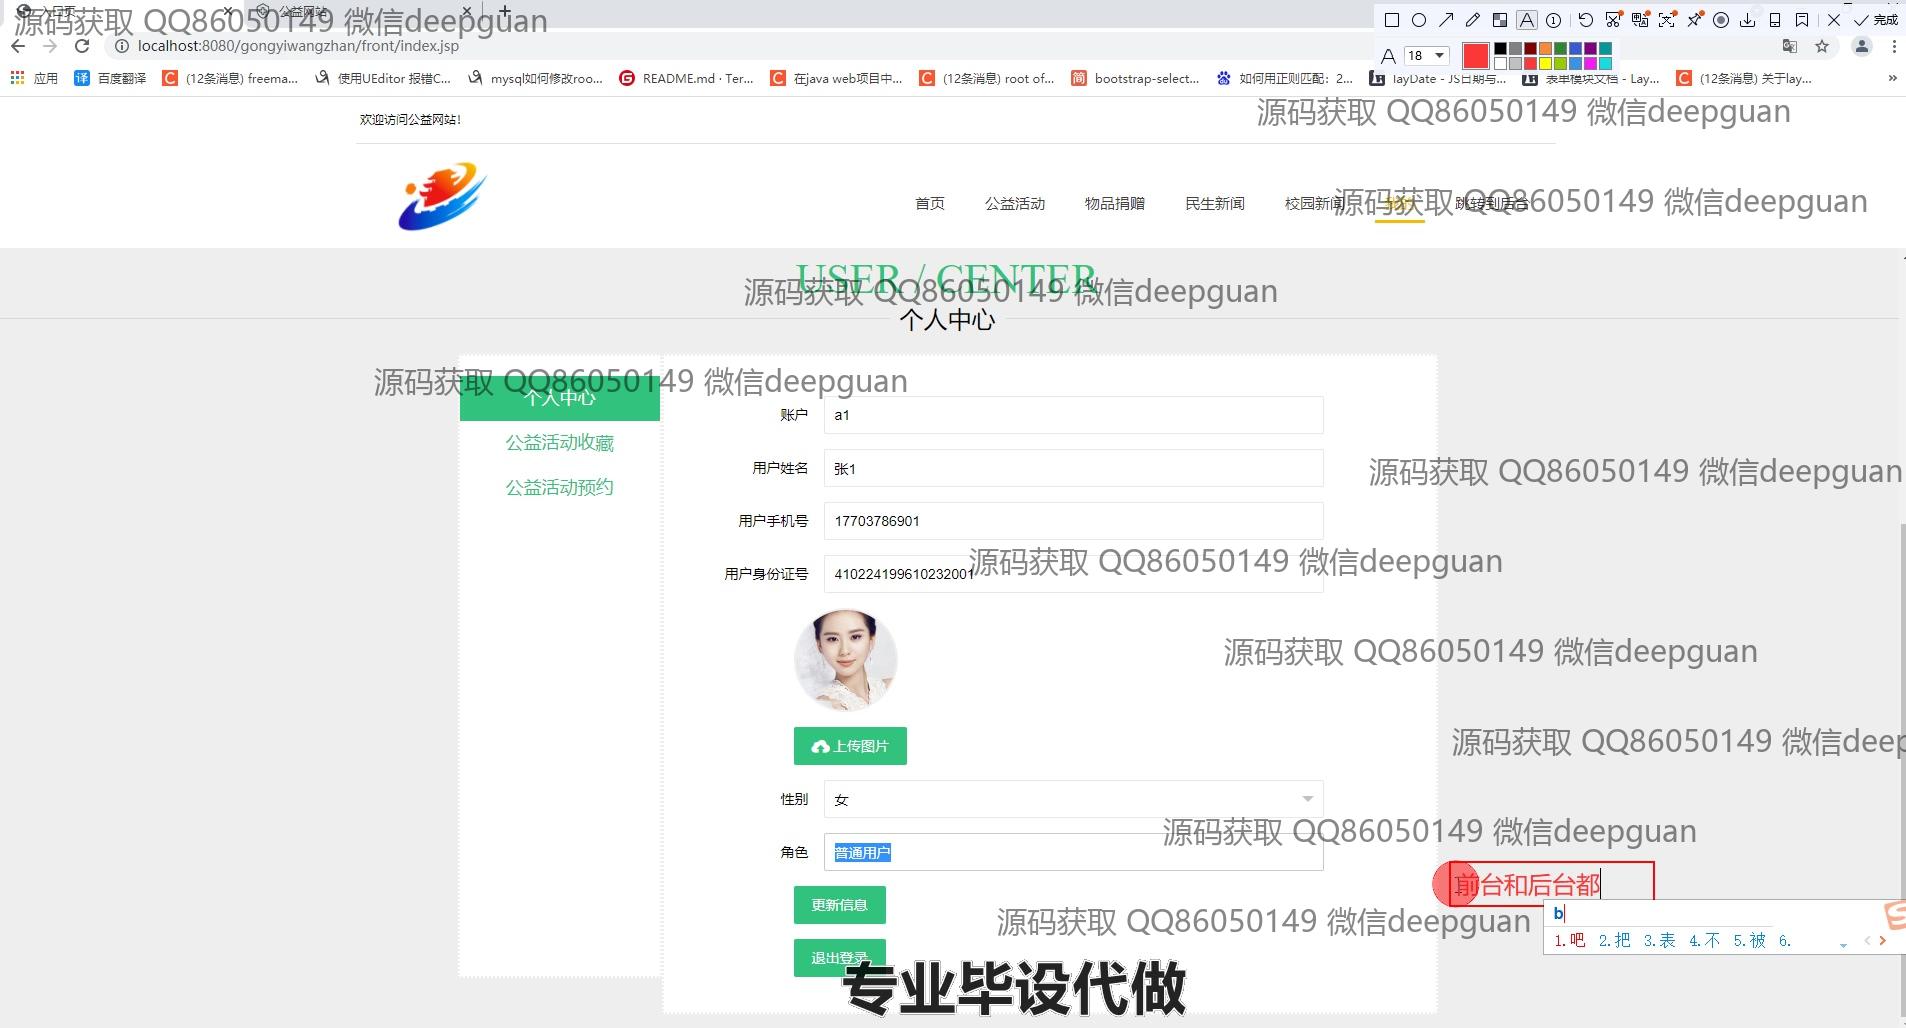 入门页 公益网站
源码获取 QQ86050149 微信deepguan
localhost:8080/gongyiwangzhan/front/index.jsp
完成
A 18
应用 百度翻译 (12条消息) freema... 使用UEditor 报错C... mysql如何修改roo... README.md · Ter... 在java web项目中... (12条消息) root of... bootstrap-select... 如何用正则匹配：2... layDate - JS日期与... 表单模块文档 - Lay... (12条消息) 关于lay...
欢迎访问公益网站!
源码获取 QQ86050149 微信deepguan
首页 公益活动 物品捐赠 民生新闻 校园新闻 我的 跳转到后台
源码获取 QQ86050149 微信deepguan
USER / CENTER
源码获取 QQ86050149 微信deepguan
个人中心
源码获取 QQ86050149 微信deepguan
个人中心
公益活动收藏
公益活动预约
账户 a1
用户姓名 张1
源码获取 QQ86050149 微信deepguan
用户手机号 17703786901
用户身份证号 410224199610232001
源码获取 QQ86050149 微信deepguan
源码获取 QQ86050149 微信deepguan
上传图片
源码获取 QQ86050149 微信deep
性别 女
源码获取 QQ86050149 微信deepguan
角色 普通用户
前台和后台都
更新信息
源码获取 QQ86050149 微信deepguan
b
1.吧 2.把 3.表 4.不 5.被 6.
退出登录
专业毕设代做